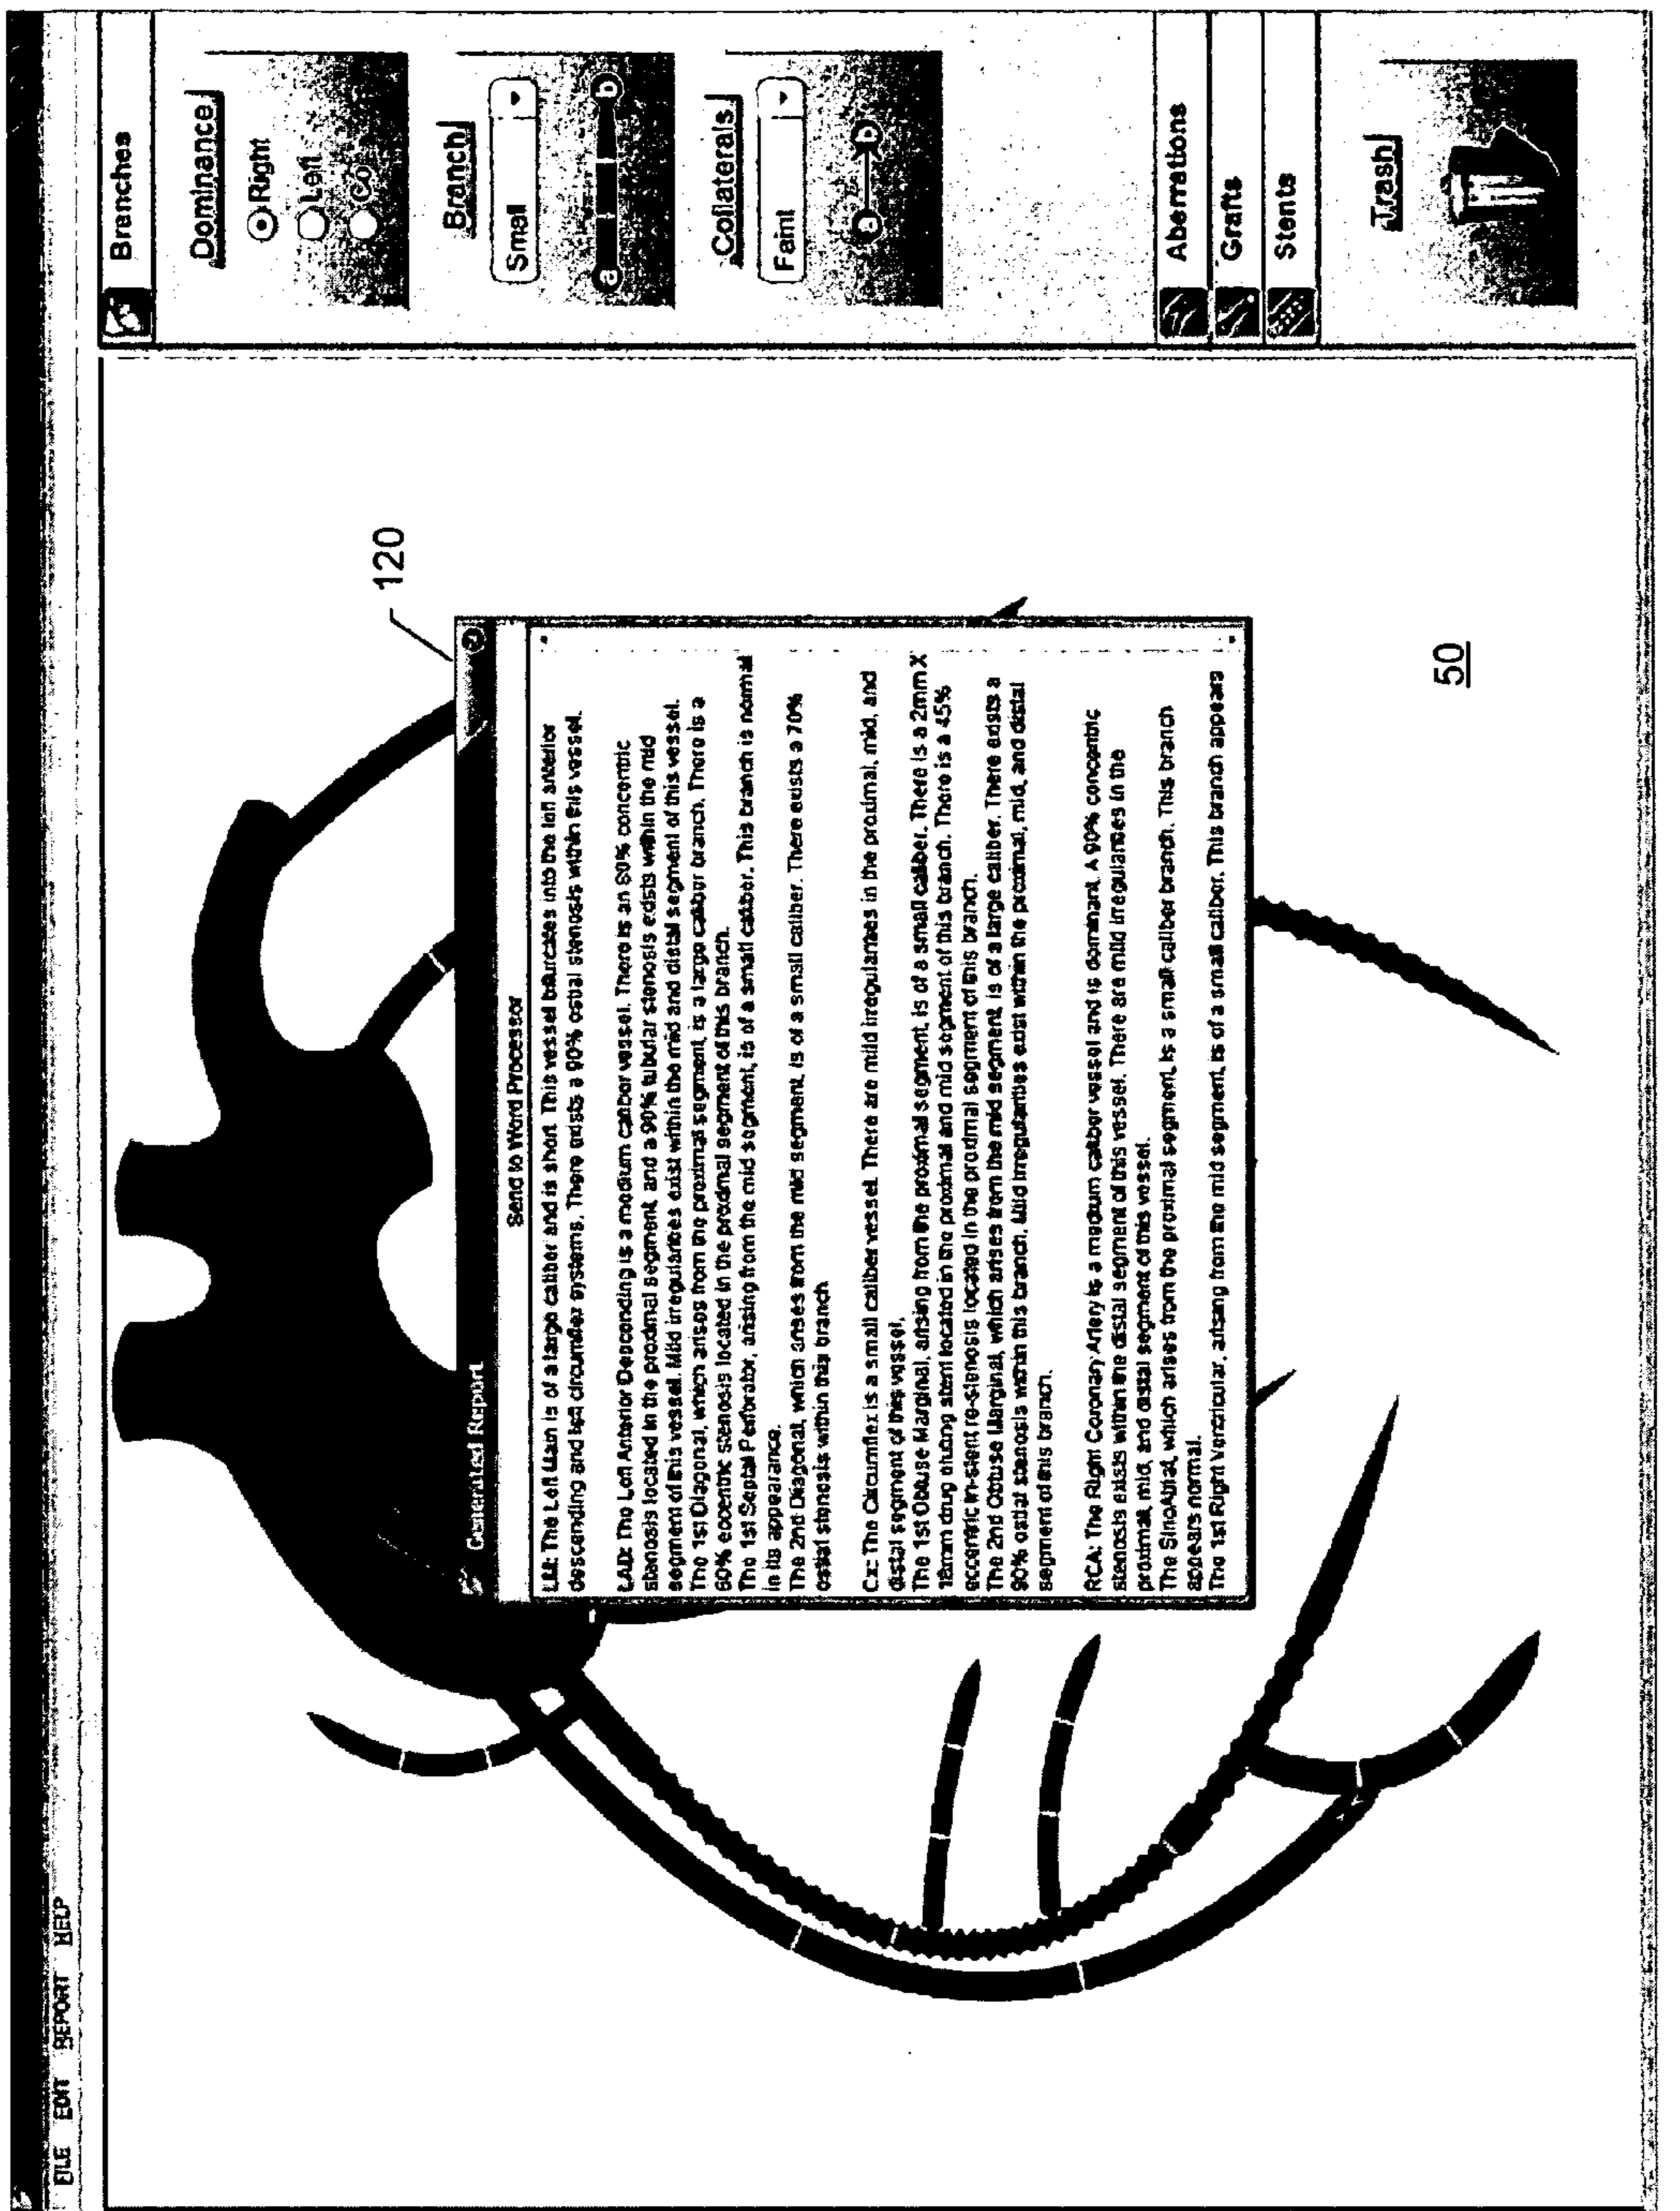 FILE EDIT REPORT HELP
Branches
Dominance
Right
Left
Co
Branch
Small
a b
Collaterals
Faint
a b
Aberrations
Grafts
Stents
Trash
120
Generated Report
Send to Word Processor
LM: The Left Main is of a large caliber and is short. This vessel bifurcates into the left anterior
descending and left circumflex systems. There exists a 90% ostial stenosis within this vessel.
LAD: The Left Anterior Descending is a medium caliber vessel. There is an 80% concentric
stenosis located in the proximal segment, and a 90% tubular stenosis exists within the mid
segment of this vessel. Mild irregularities exist within the mid and distal segment of this vessel.
The 1st Diagonal, which arises from the proximal segment, is a large caliber branch. There is a
60% eccentric stenosis located in the proximal segment of this branch.
The 1st Septal Perforator, arising from the mid segment, is of a small caliber. This branch is normal
in its appearance.
The 2nd Diagonal, which arises from the mid segment, is of a small caliber. There exists a 70%
ostial stenosis within this branch
Cx: The Circumflex is a small caliber vessel. There are mild irregularities in the proximal, mid, and
distal segment of this vessel.
The 1st Obtuse Marginal, arising from the proximal segment, is of a small caliber. There is a 2mm X
18mm drug eluting stent located in the proximal and mid segment of this branch. There is a 45%
eccentric in-stent re-stenosis located in the proximal segment of this branch.
The 2nd Obtuse Marginal, which arises from the mid segment, is of a large caliber. There exists a
90% ostial stenosis within this branch. Mild irregularities exist within the proximal, mid, and distal
segment of this branch.
RCA: The Right Coronary Artery is a medium caliber vessel and is dominant. A 90% concentric
stenosis exists within the distal segment of this vessel. There are mild irregularities in the
proximal, mid, and distal segment of this vessel.
The SinoAtrial, which arises from the proximal segment, is a small caliber branch. This branch
appears normal.
The 1st Right Ventricular, arising from the mid segment, is of a small caliber. This branch appears
50